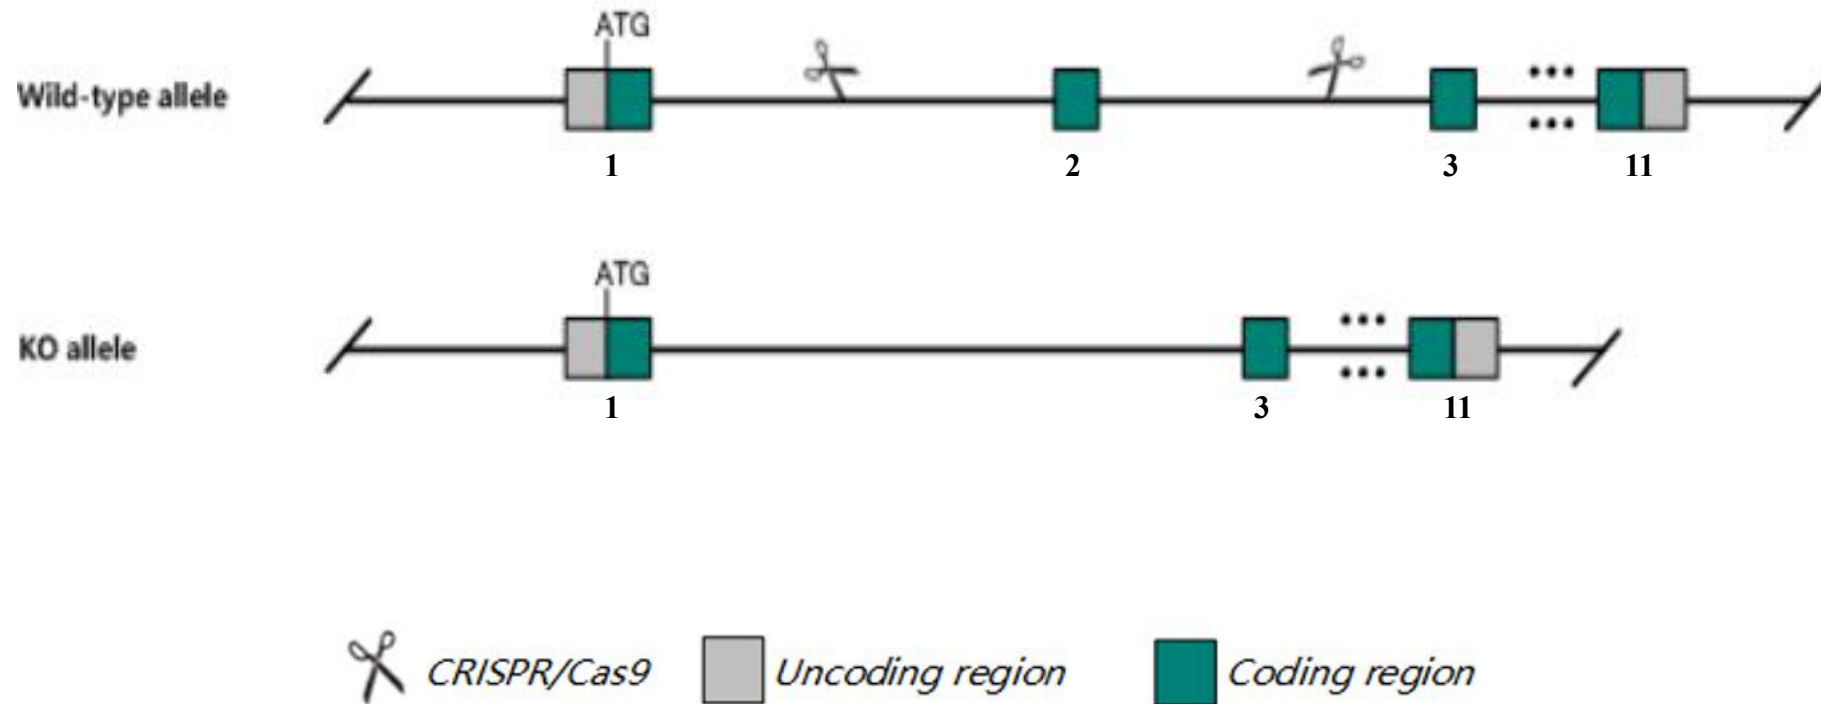 ATG
Wild-type allele
1 2 3 11
ATG
KO allele
1 3 11
CRISPR/Cas9 Uncoding region Coding region